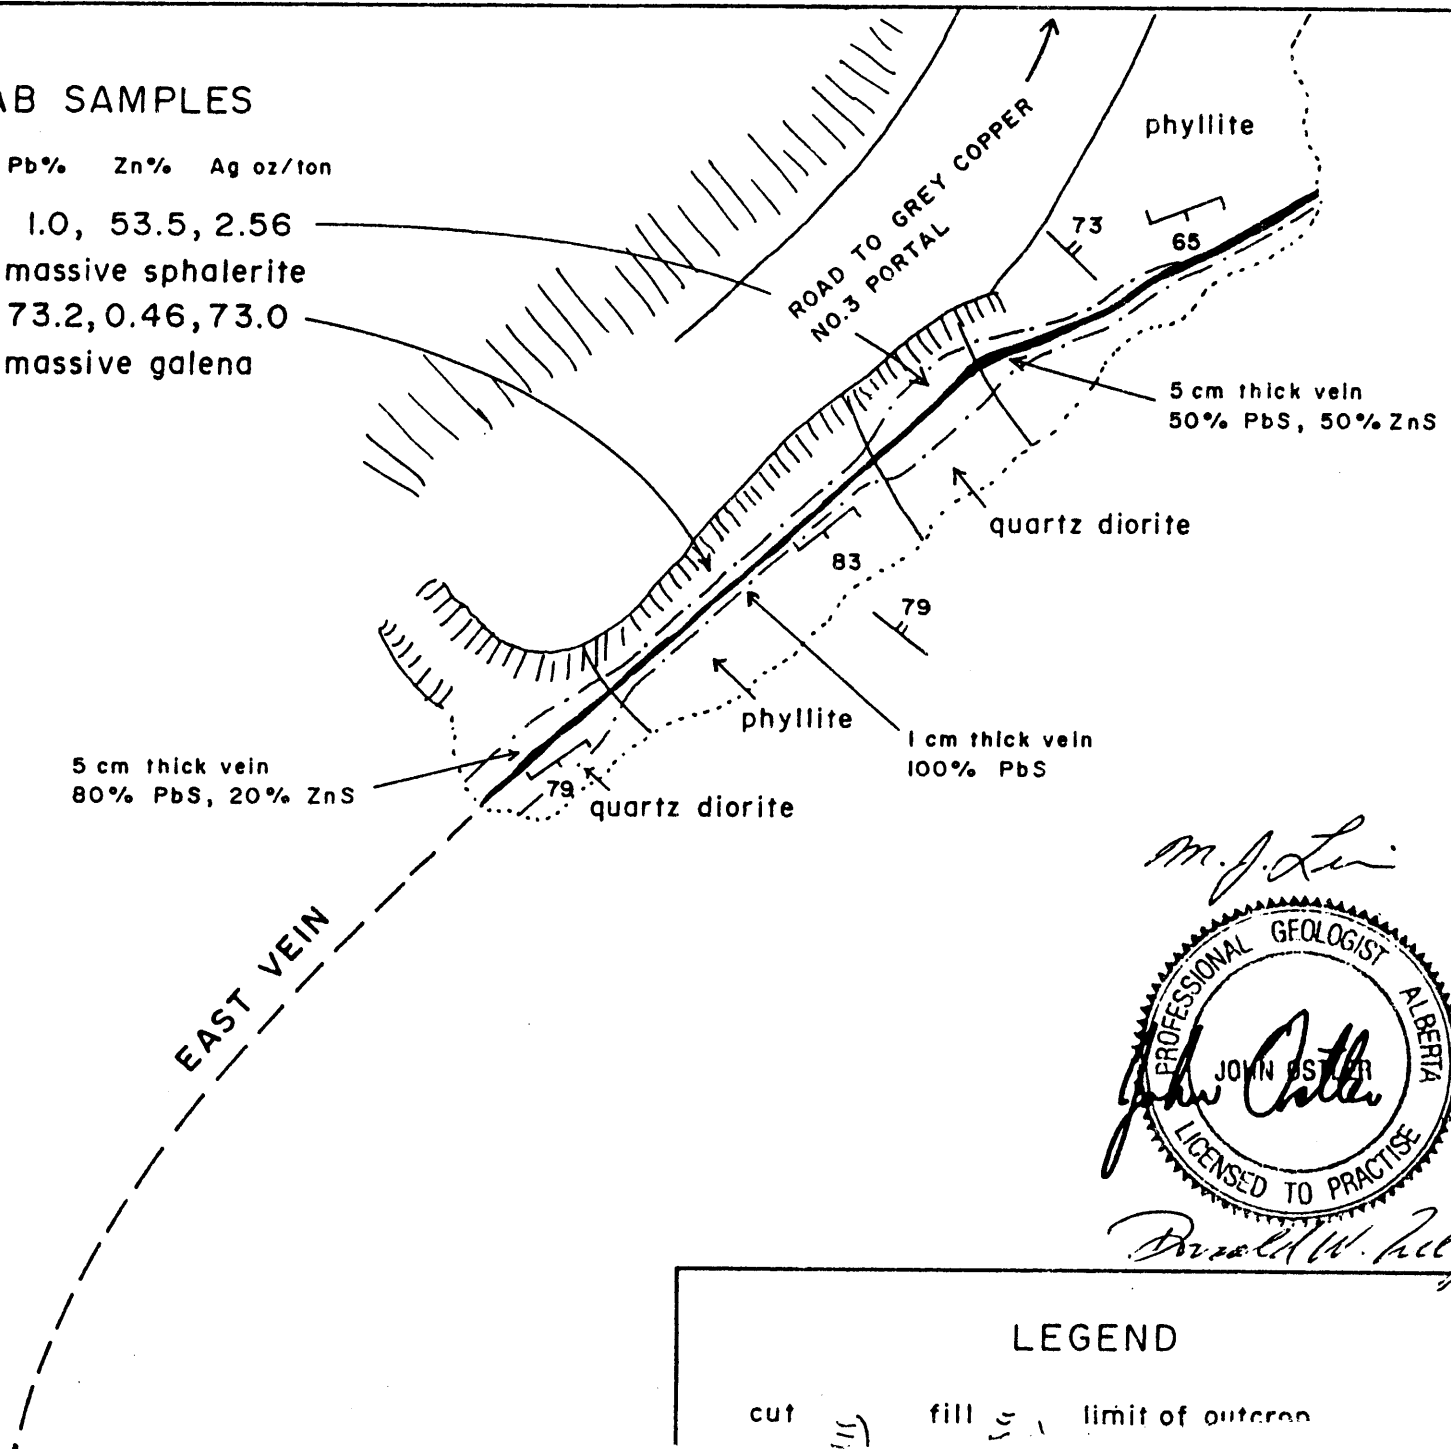 AB SAMPLES
Pb% Zn% Ag oz/ton
1.0, 53.5, 2.56
massive sphalerite
73.2, 0.46, 73.0
massive galena
ROAD TO GREY COPPER
NO.3 PORTAL
phyllite
73
65
5 cm thick vein
50% PbS, 50% ZnS
quartz diorite
83
79
phyllite
1 cm thick vein
100% PbS
5 cm thick vein
80% PbS, 20% ZnS
79
quartz diorite
EAST VEIN
PROFESSIONAL GEOLOGIST ALBERTA
JOHN OSTLER
John Ostler
LICENSED TO PRACTISE
LEGEND
cut fill limit of outcrop